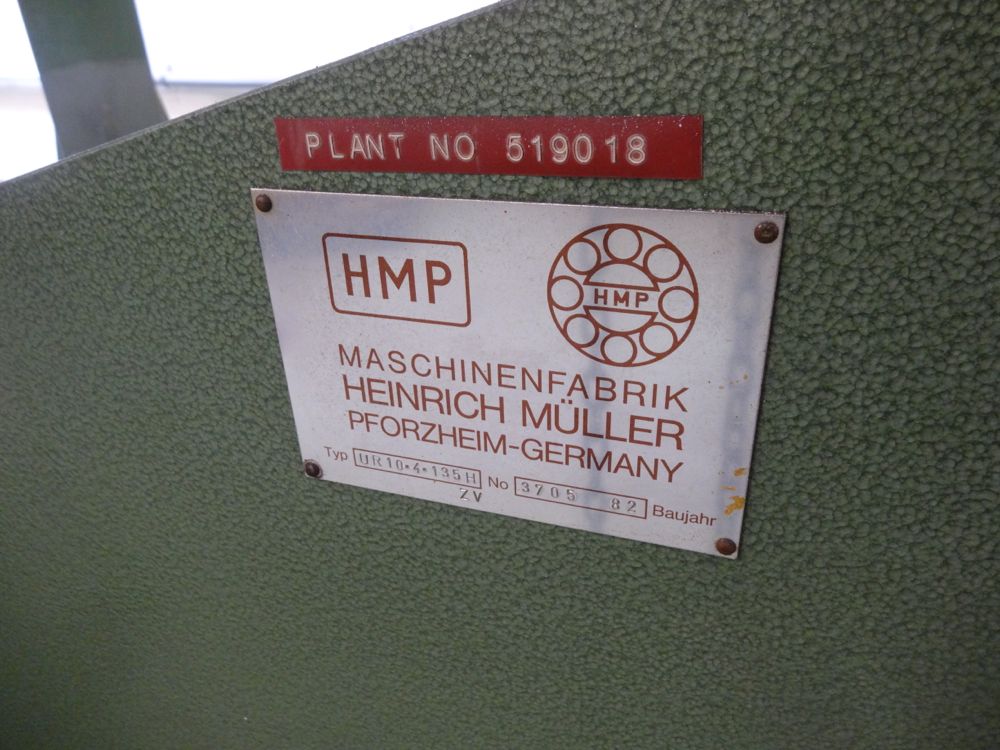 PLANT NO 519018
HMP
HMP
MASCHINENFABRIK
HEINRICH MÜLLER
PFORZHEIM-GERMANY
Typ UR10•4•135H No 3705 82 Baujahr
ZV